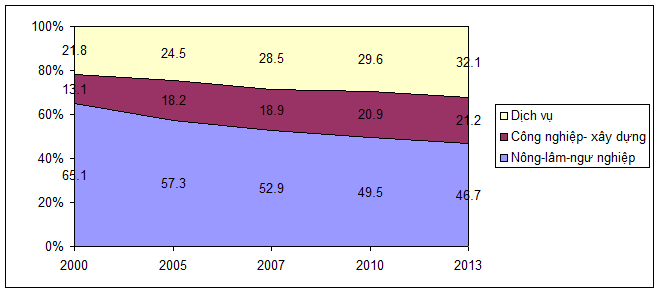 100%
80%
60%
40%
20%
0%
21.8 24.5 28.5 29.6 32.1
13.1 18.2 18.9 20.9 21.2
65.1 57.3 52.9 49.5 46.7
2000 2005 2007 2010 2013
Dịch vụ
Công nghiệp- xây dựng
Nông-lâm-ngư nghiệp